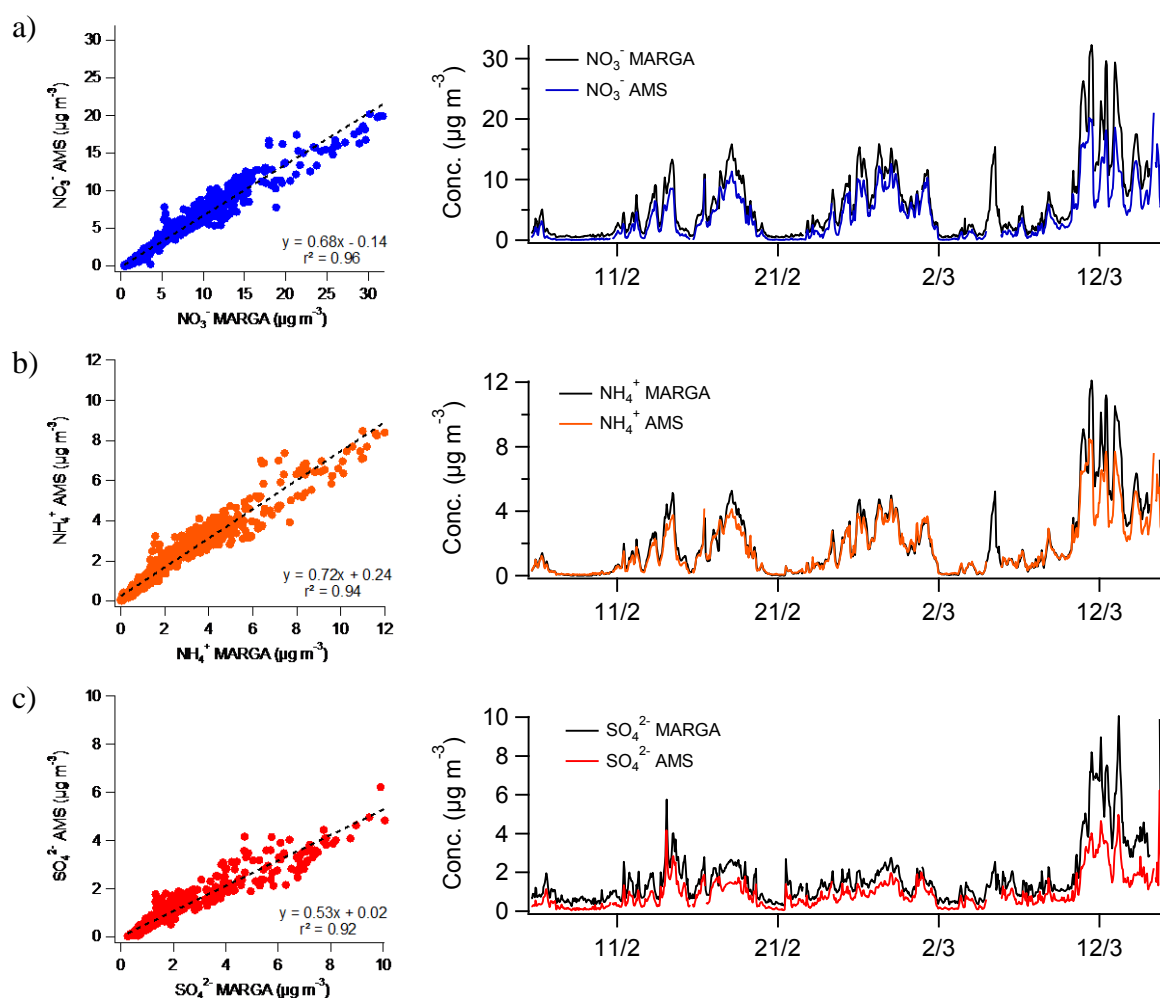 a)
NO₃⁻ AMS (µg m⁻³)
30
25
20
15
10
5
0
y = 0.68x - 0.14
r² = 0.96
0 5 10 15 20 25 30
NO₃⁻ MARGA (µg m⁻³)
Conc. (µg m⁻³)
30
20
10
0
NO₃⁻ MARGA
NO₃⁻ AMS
11/2 21/2 2/3 12/3
b)
NH₄⁺ AMS (µg m⁻³)
12
10
8
6
4
2
0
y = 0.72x + 0.24
r² = 0.94
0 2 4 6 8 10 12
NH₄⁺ MARGA (µg m⁻³)
Conc. (µg m⁻³)
12
8
4
0
NH₄⁺ MARGA
NH₄⁺ AMS
11/2 21/2 2/3 12/3
c)
SO₄²⁻ AMS (µg m⁻³)
10
8
6
4
2
0
y = 0.53x + 0.02
r² = 0.92
0 2 4 6 8 10
SO₄²⁻ MARGA (µg m⁻³)
Conc. (µg m⁻³)
10
8
6
4
2
0
SO₄²⁻ MARGA
SO₄²⁻ AMS
11/2 21/2 2/3 12/3